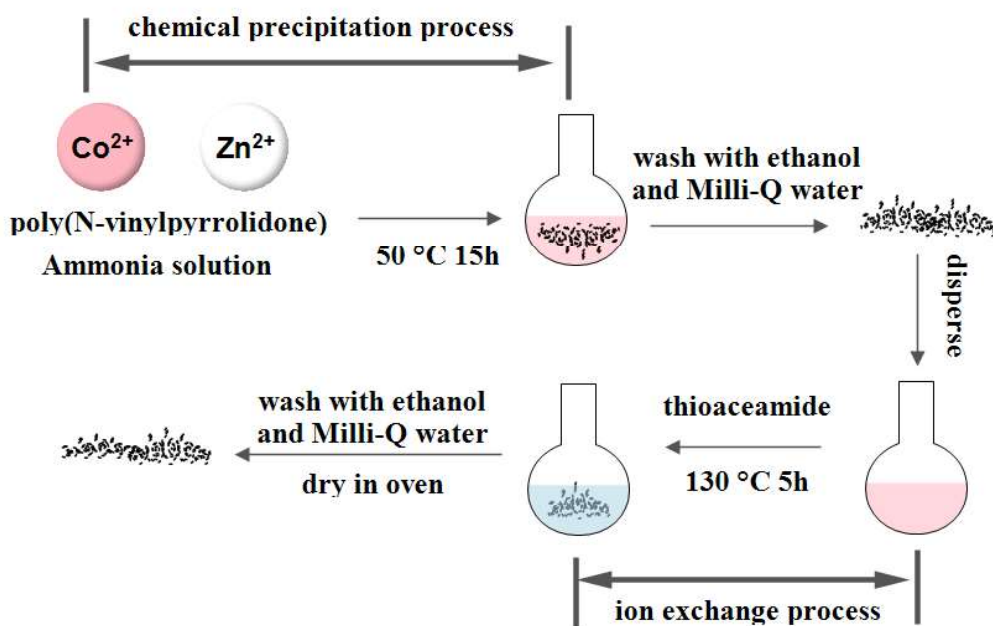 chemical precipitation process
Co²⁺
Zn²⁺
poly(N-vinylpyrrolidone)
Ammonia solution
50 °C 15h
wash with ethanol
and Milli-Q water
disperse
thioaceamide
130 °C 5h
wash with ethanol
and Milli-Q water
dry in oven
ion exchange process